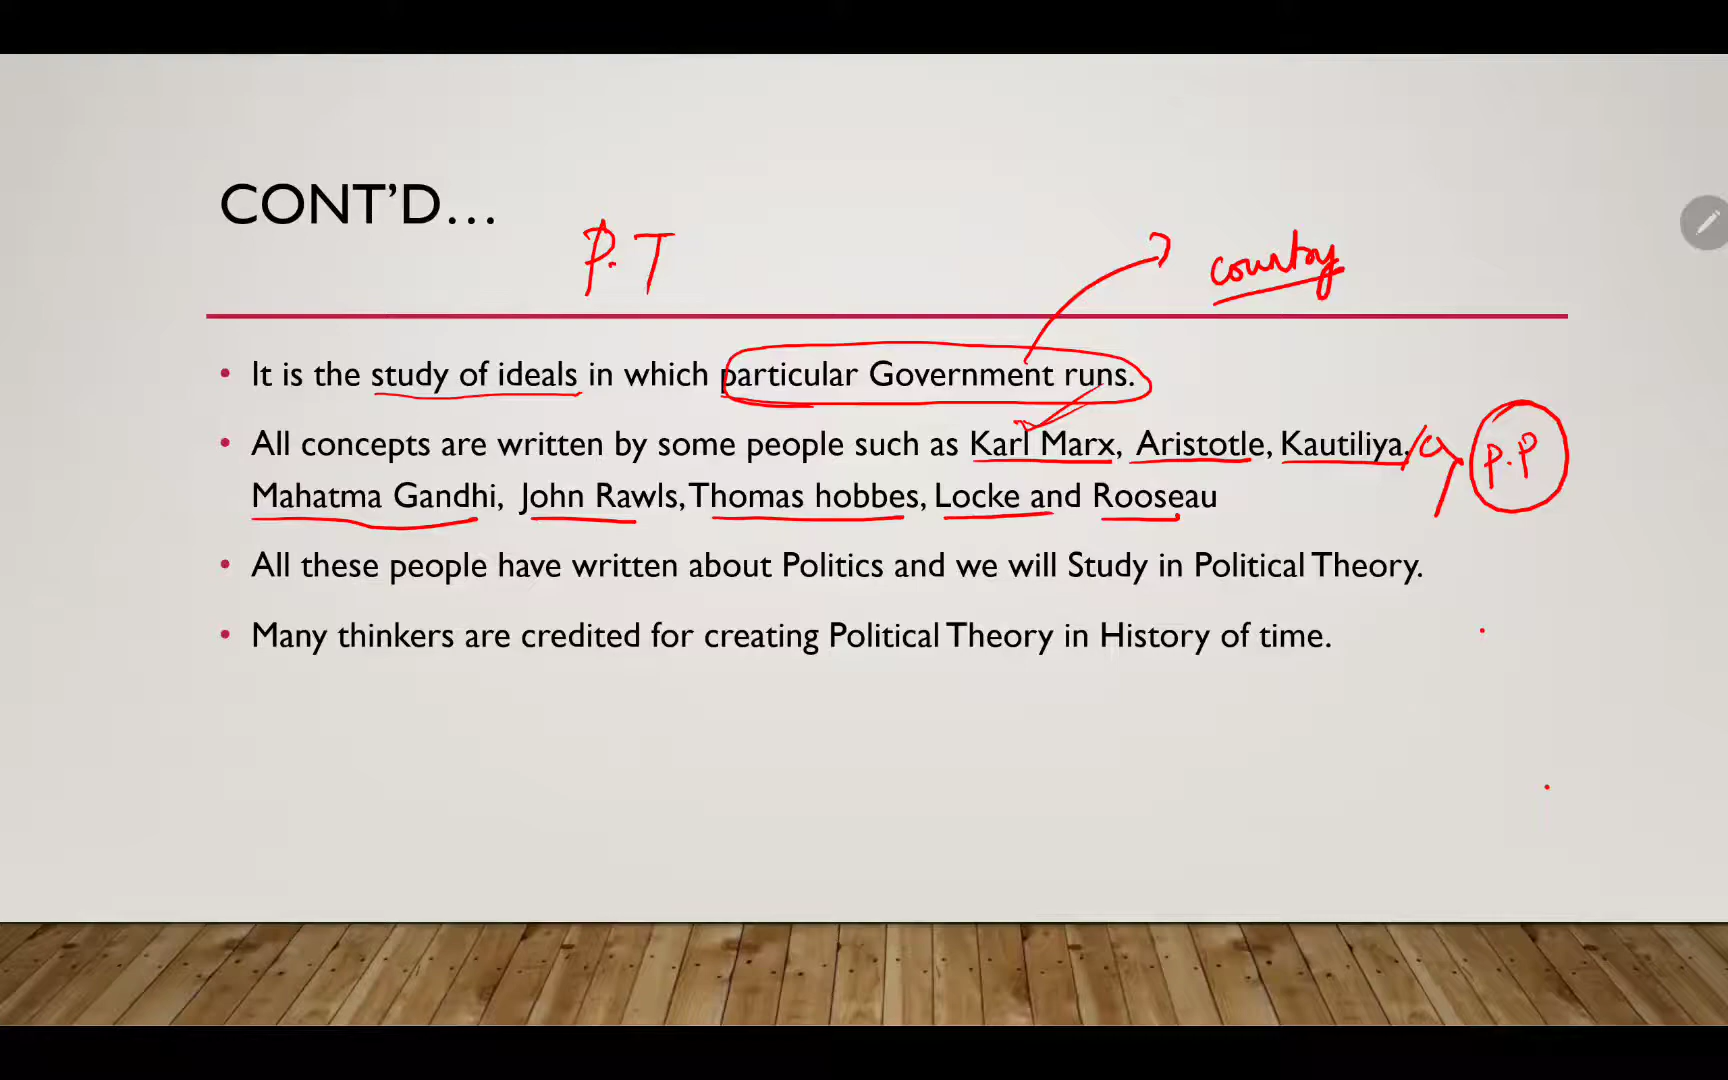 CONT’D...
P.T
country
• It is the study of ideals in which particular Government runs.
• All concepts are written by some people such as Karl Marx, Aristotle, Kautiliya,
P.P
Mahatma Gandhi, John Rawls, Thomas hobbes, Locke and Rooseau
• All these people have written about Politics and we will Study in Political Theory.
• Many thinkers are credited for creating Political Theory in History of time.